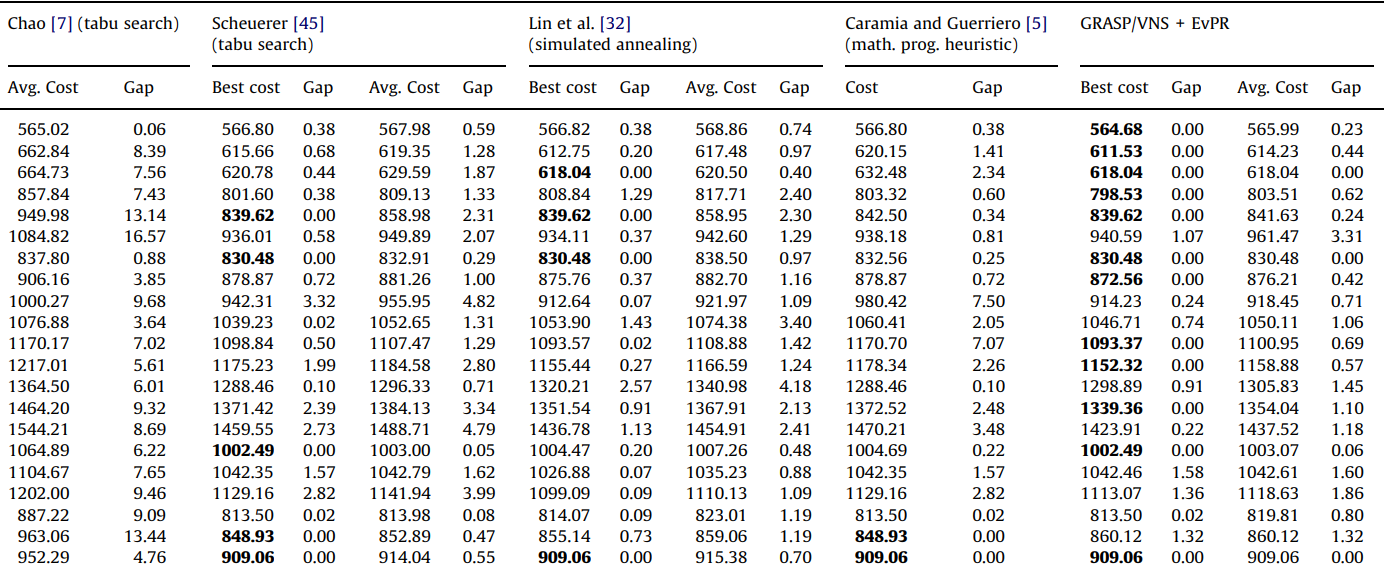 Chao [7] (tabu search) Scheuerer [45] Lin et al. [32] Caramia and Guerriero [5] GRASP/VNS + EvPR
(tabu search) (simulated annealing) (math. prog. heuristic)
Avg. Cost Gap Best cost Gap Avg. Cost Gap Best cost Gap Avg. Cost Gap Cost Gap Best cost Gap Avg. Cost Gap
565.02 0.06 566.80 0.38 567.98 0.59 566.82 0.38 568.86 0.74 566.80 0.38 564.68 0.00 565.99 0.23
662.84 8.39 615.66 0.68 619.35 1.28 612.75 0.20 617.48 0.97 620.15 1.41 611.53 0.00 614.23 0.44
664.73 7.56 620.78 0.44 629.59 1.87 618.04 0.00 620.50 0.40 632.48 2.34 618.04 0.00 618.04 0.00
857.84 7.43 801.60 0.38 809.13 1.33 808.84 1.29 817.71 2.40 803.32 0.60 798.53 0.00 803.51 0.62
949.98 13.14 839.62 0.00 858.98 2.31 839.62 0.00 858.95 2.30 842.50 0.34 839.62 0.00 841.63 0.24
1084.82 16.57 936.01 0.58 949.89 2.07 934.11 0.37 942.60 1.29 938.18 0.81 940.59 1.07 961.47 3.31
837.80 0.88 830.48 0.00 832.91 0.29 830.48 0.00 838.50 0.97 832.56 0.25 830.48 0.00 830.48 0.00
906.16 3.85 878.87 0.72 881.26 1.00 875.76 0.37 882.70 1.16 878.87 0.72 872.56 0.00 876.21 0.42
1000.27 9.68 942.31 3.32 955.95 4.82 912.64 0.07 921.97 1.09 980.42 7.50 914.23 0.24 918.45 0.71
1076.88 3.64 1039.23 0.02 1052.65 1.31 1053.90 1.43 1074.38 3.40 1060.41 2.05 1046.71 0.74 1050.11 1.06
1170.17 7.02 1098.84 0.50 1107.47 1.29 1093.57 0.02 1108.88 1.42 1170.70 7.07 1093.37 0.00 1100.95 0.69
1217.01 5.61 1175.23 1.99 1184.58 2.80 1155.44 0.27 1166.59 1.24 1178.34 2.26 1152.32 0.00 1158.88 0.57
1364.50 6.01 1288.46 0.10 1296.33 0.71 1320.21 2.57 1340.98 4.18 1288.46 0.10 1298.89 0.91 1305.83 1.45
1464.20 9.32 1371.42 2.39 1384.13 3.34 1351.54 0.91 1367.91 2.13 1372.52 2.48 1339.36 0.00 1354.04 1.10
1544.21 8.69 1459.55 2.73 1488.71 4.79 1436.78 1.13 1454.91 2.41 1470.21 3.48 1423.91 0.22 1437.52 1.18
1064.89 6.22 1002.49 0.00 1003.00 0.05 1004.47 0.20 1007.26 0.48 1004.69 0.22 1002.49 0.00 1003.07 0.06
1104.67 7.65 1042.35 1.57 1042.79 1.62 1026.88 0.07 1035.23 0.88 1042.35 1.57 1042.46 1.58 1042.61 1.60
1202.00 9.46 1129.16 2.82 1141.94 3.99 1099.09 0.09 1110.13 1.09 1129.16 2.82 1113.07 1.36 1118.63 1.86
887.22 9.09 813.50 0.02 813.98 0.08 814.07 0.09 823.01 1.19 813.50 0.02 813.50 0.02 819.81 0.80
963.06 13.44 848.93 0.00 852.89 0.47 855.14 0.73 859.06 1.19 848.93 0.00 860.12 1.32 860.12 1.32
952.29 4.76 909.06 0.00 914.04 0.55 909.06 0.00 915.38 0.70 909.06 0.00 909.06 0.00 909.06 0.00